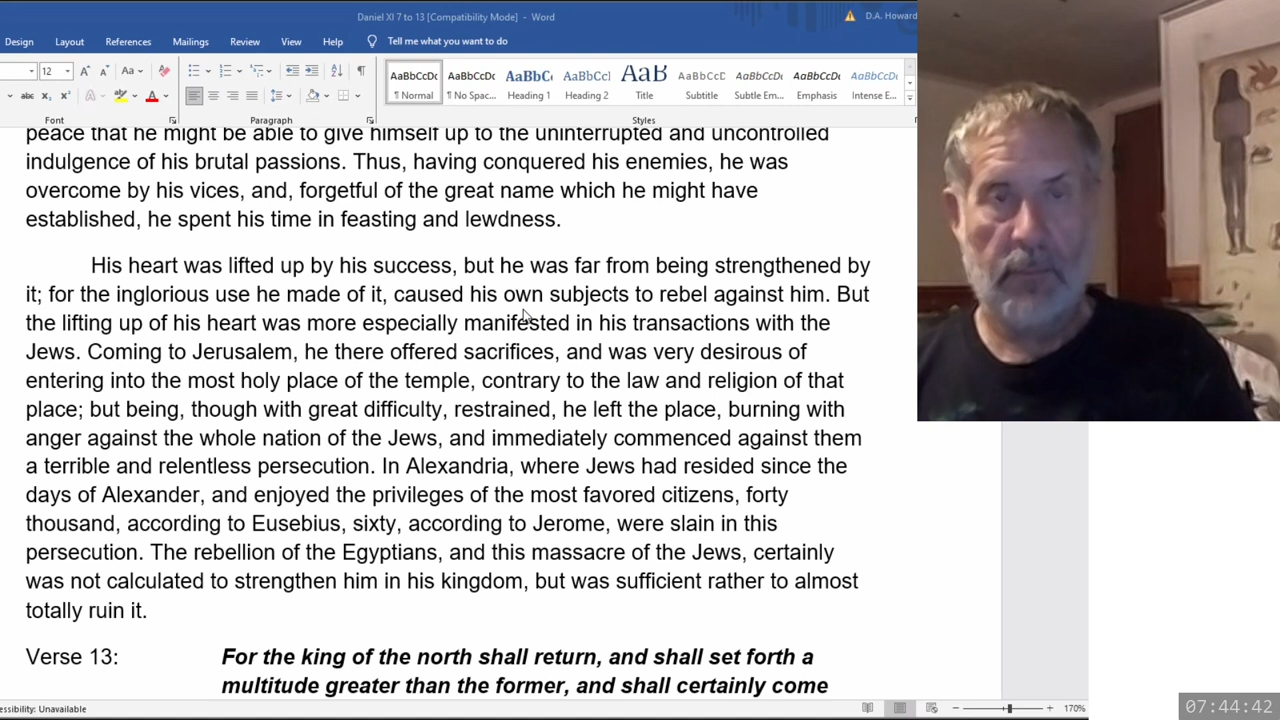 Daniel XI 7 to 13 [Compatibility Mode] - Word
D.A. Howard
Design Layout References Mailings Review View Help Tell me what you want to do
12 Aa
AaBbCcDc AaBbCcDc AaBbC AaBbCcI AaB AaBbCcD AaBbCcDc AaBbCcDc AaBbCcDc
¶ Normal ¶ No Spac... Heading 1 Heading 2 Title Subtitle Subtle Em... Emphasis Intense E...
Font Paragraph Styles
peace that he might be able to give himself up to the uninterrupted and uncontrolled
indulgence of his brutal passions. Thus, having conquered his enemies, he was
overcome by his vices, and, forgetful of the great name which he might have
established, he spent his time in feasting and lewdness.
His heart was lifted up by his success, but he was far from being strengthened by
it; for the inglorious use he made of it, caused his own subjects to rebel against him. But
the lifting up of his heart was more especially manifested in his transactions with the
Jews. Coming to Jerusalem, he there offered sacrifices, and was very desirous of
entering into the most holy place of the temple, contrary to the law and religion of that
place; but being, though with great difficulty, restrained, he left the place, burning with
anger against the whole nation of the Jews, and immediately commenced against them
a terrible and relentless persecution. In Alexandria, where Jews had resided since the
days of Alexander, and enjoyed the privileges of the most favored citizens, forty
thousand, according to Eusebius, sixty, according to Jerome, were slain in this
persecution. The rebellion of the Egyptians, and this massacre of the Jews, certainly
was not calculated to strengthen him in his kingdom, but was sufficient rather to almost
totally ruin it.
Verse 13: For the king of the north shall return, and shall set forth a
multitude greater than the former, and shall certainly come
essibility: Unavailable
170%
07:44:42